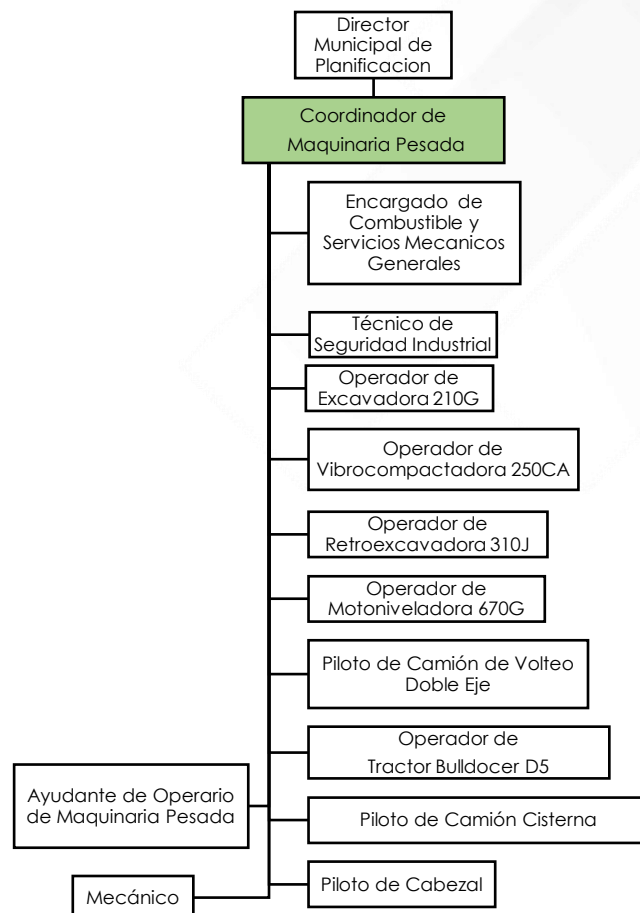 Director
Municipal de
Planificacion
Coordinador de
Maquinaria Pesada
Encargado de
Combustible y
Servicios Mecanicos
Generales
Técnico de
Seguridad Industrial
Operador de
Excavadora 210G
Operador de
Vibrocompactadora 250CA
Operador de
Retroexcavadora 310J
Operador de
Motoniveladora 670G
Piloto de Camión de Volteo
Doble Eje
Operador de
Tractor Bulldocer D5
Ayudante de Operario
de Maquinaria Pesada
Piloto de Camión Cisterna
Mecánico
Piloto de Cabezal